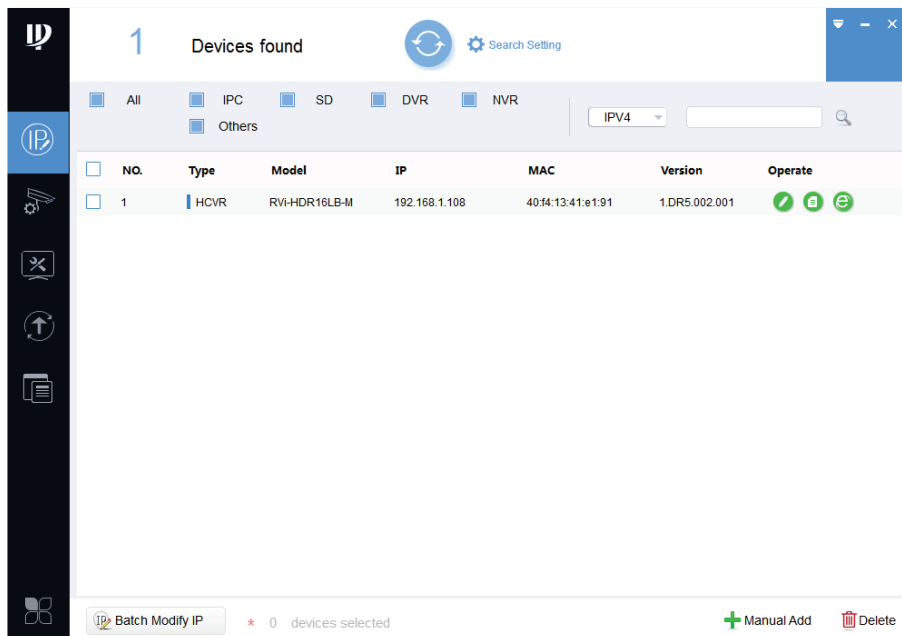 1 Devices found Search Setting
All IPC SD DVR NVR
Others
IPV4
NO. Type Model IP MAC Version Operate
1 HCVR RVi-HDR16LB-M 192.168.1.108 40:f4:13:41:e1:91 1.DR5.002.001
Batch Modify IP * 0 devices selected Manual Add Delete